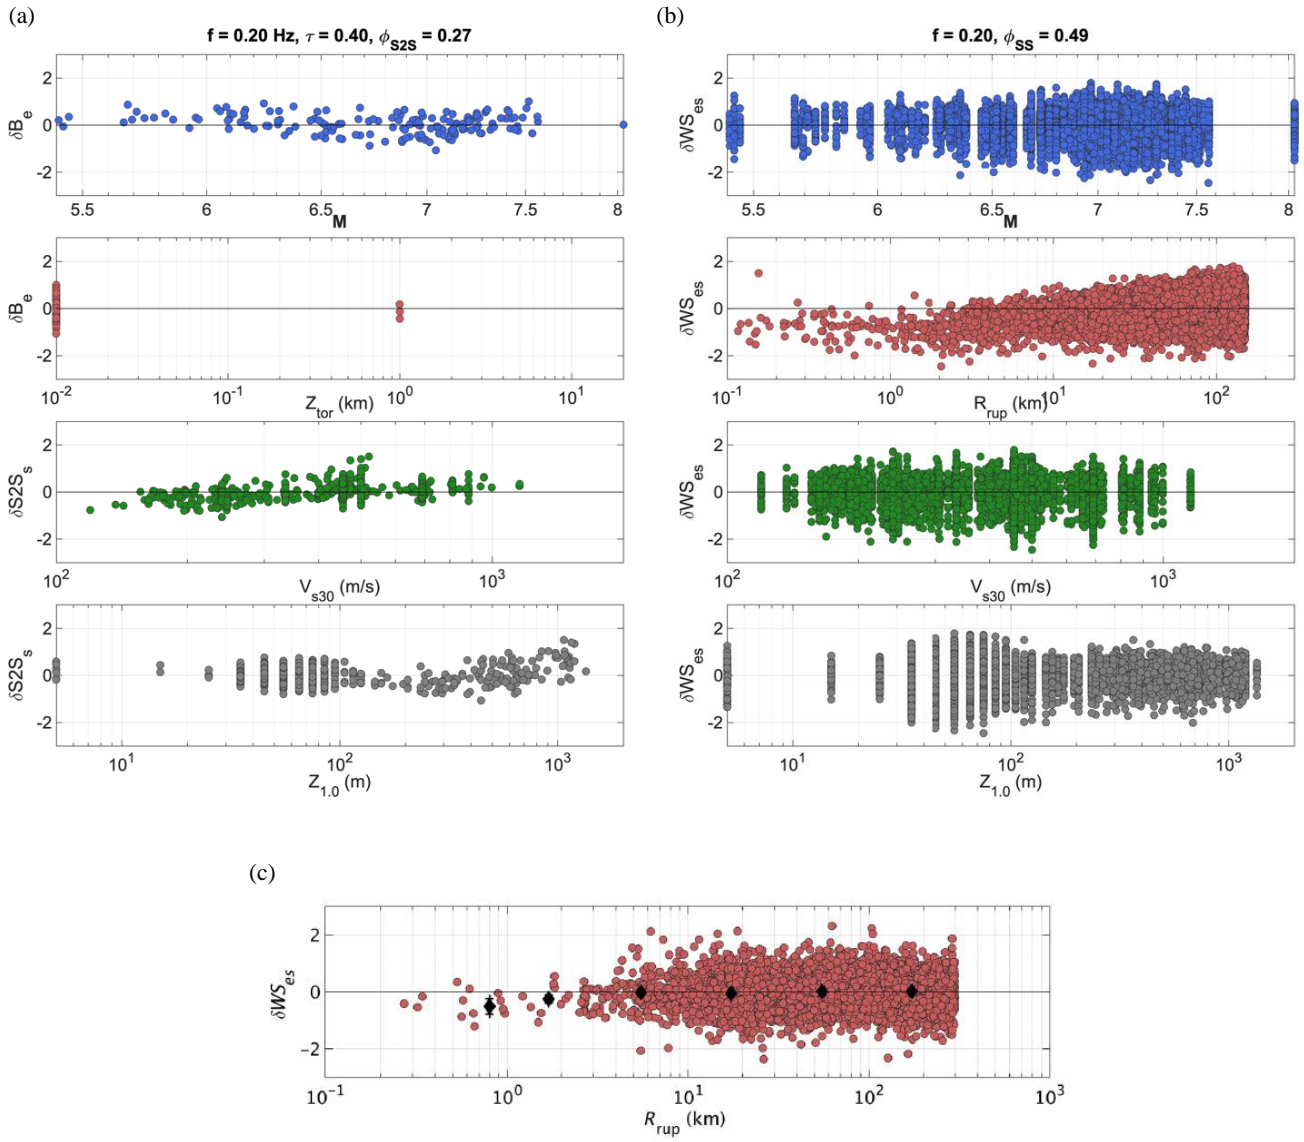 (a)
f = 0.20 Hz, τ = 0.40, ϕS2S = 0.27
δBe
2
0
-2
5.5 6 6.5 7 7.5 8
M
δBe
2
0
-2
10-2 10-1 100 101
Ztor (km)
δS2Ss
2
0
-2
102 103
Vs30 (m/s)
δS2Ss
2
0
-2
101 102 103
Z1.0 (m)
(b)
f = 0.20, ϕSS = 0.49
δWSes
2
0
-2
5.5 6 6.5 7 7.5 8
M
δWSes
2
0
-2
10-1 100 101 102
Rrup (km)
δWSes
2
0
-2
102 103
Vs30 (m/s)
δWSes
2
0
-2
101 102 103
Z1.0 (m)
(c)
δWSes
2
0
−2
10−1 100 101 102 103
Rrup (km)